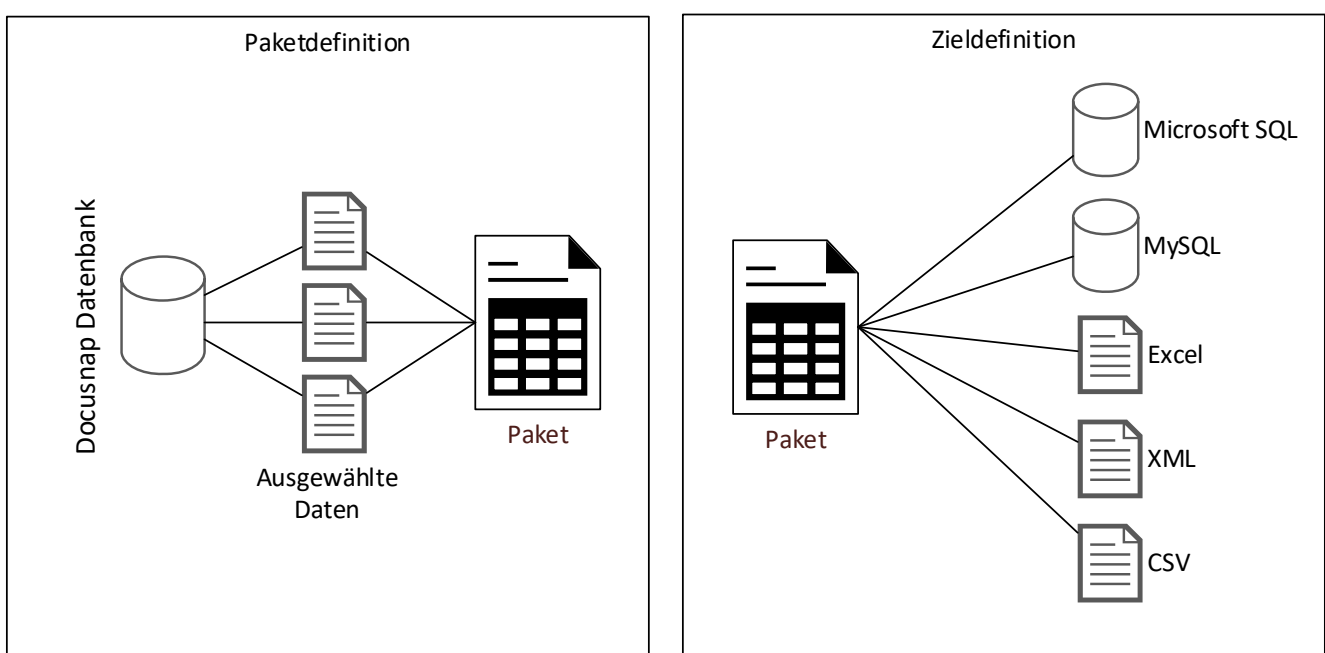 Paketdefinition
Docusnap Datenbank
Ausgewählte
Daten
Paket
Zieldefinition
Paket
Microsoft SQL
MySQL
Excel
XML
CSV